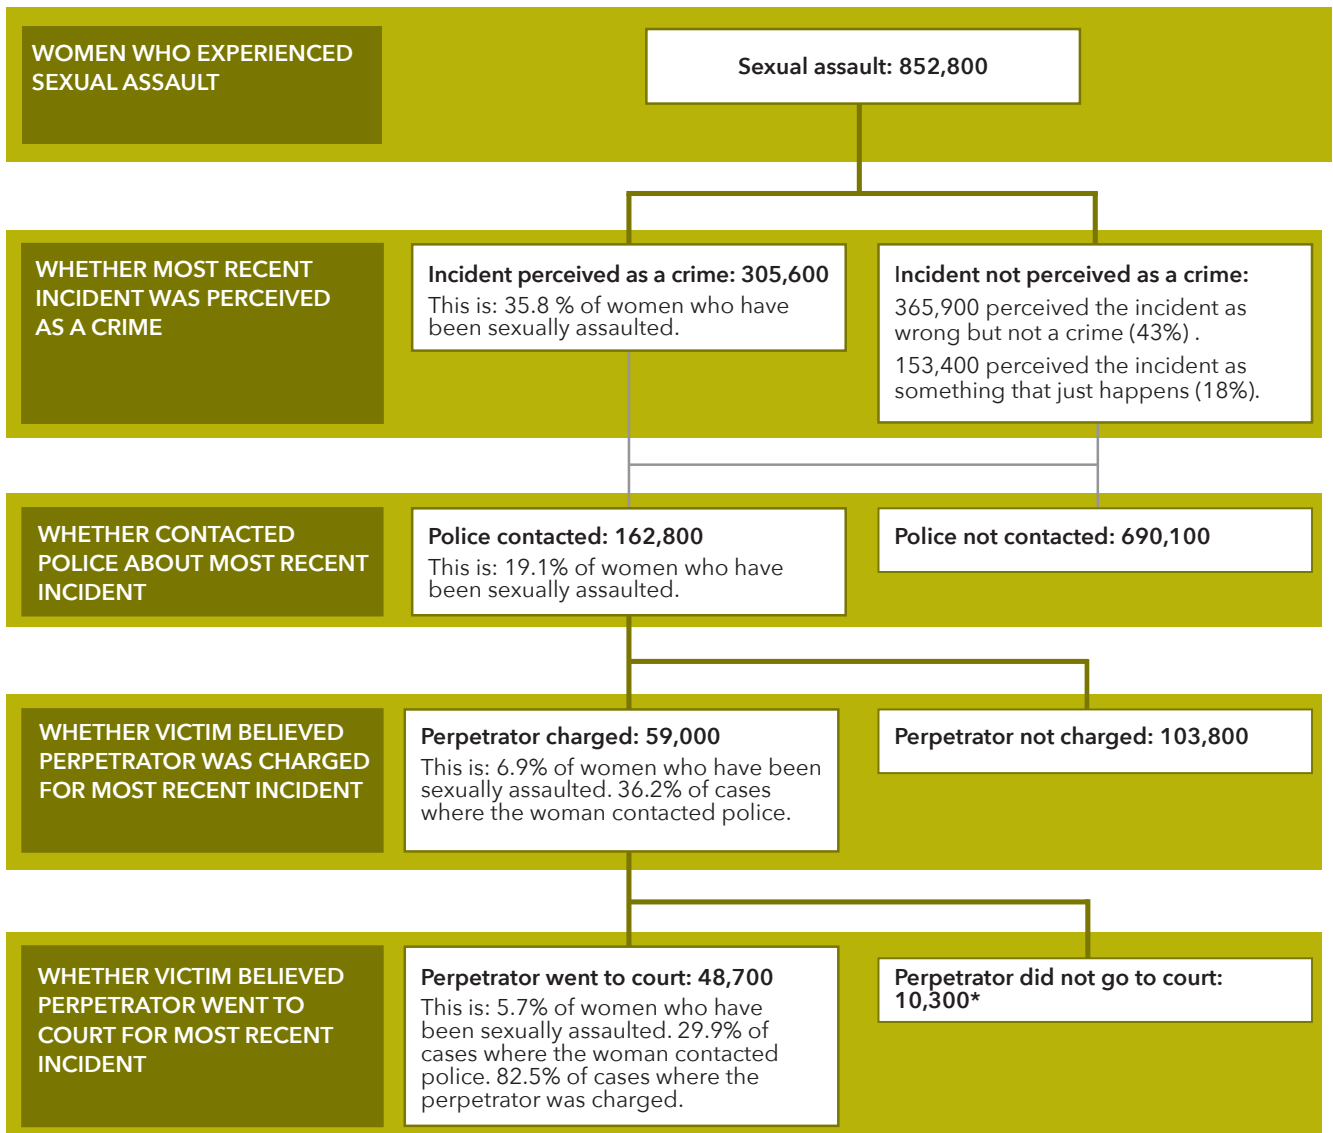 WOMEN WHO EXPERIENCED
SEXUAL ASSAULT
Sexual assault: 852,800
WHETHER MOST RECENT
INCIDENT WAS PERCEIVED
AS A CRIME
Incident perceived as a crime: 305,600
This is: 35.8 % of women who have
been sexually assaulted.
Incident not perceived as a crime:
365,900 perceived the incident as
wrong but not a crime (43%) .
153,400 perceived the incident as
something that just happens (18%).
WHETHER CONTACTED
POLICE ABOUT MOST RECENT
INCIDENT
Police contacted: 162,800
This is: 19.1% of women who have
been sexually assaulted.
Police not contacted: 690,100
WHETHER VICTIM BELIEVED
PERPETRATOR WAS CHARGED
FOR MOST RECENT INCIDENT
Perpetrator charged: 59,000
This is: 6.9% of women who have been
sexually assaulted. 36.2% of cases
where the woman contacted police.
Perpetrator not charged: 103,800
WHETHER VICTIM BELIEVED
PERPETRATOR WENT TO
COURT FOR MOST RECENT
INCIDENT
Perpetrator went to court: 48,700
This is: 5.7% of women who have
been sexually assaulted. 29.9% of
cases where the woman contacted
police. 82.5% of cases where the
perpetrator was charged.
Perpetrator did not go to court:
10,300*